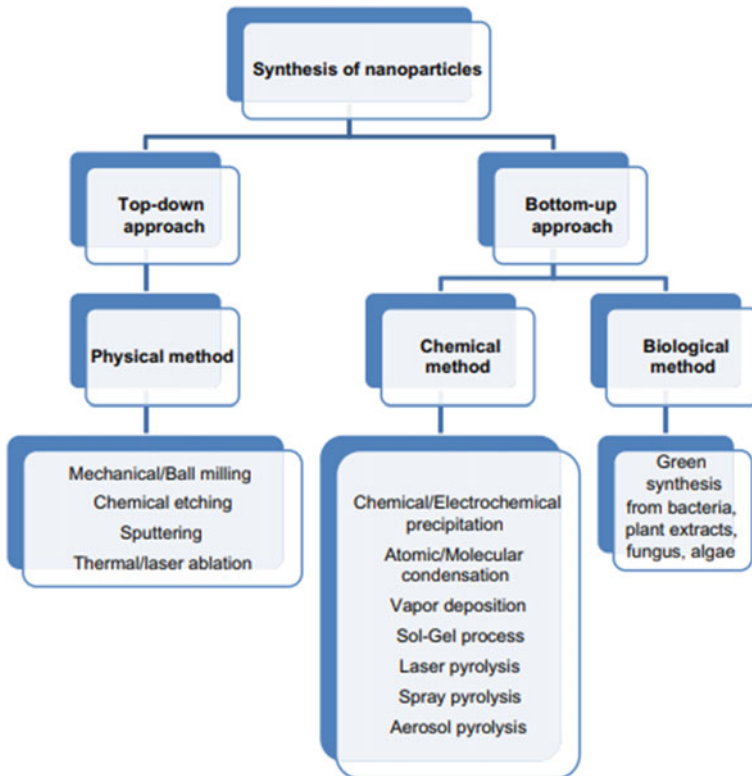 Synthesis of nanoparticles
Top-down
approach
Bottom-up
approach
Physical method
Chemical
method
Biological
method
Mechanical/Ball milling
Chemical etching
Sputtering
Thermal/laser ablation
Chemical/Electrochemical
precipitation
Atomic/Molecular
condensation
Vapor deposition
Sol-Gel process
Laser pyrolysis
Spray pyrolysis
Aerosol pyrolysis
Green
synthesis
from bacteria,
plant extracts,
fungus, algae